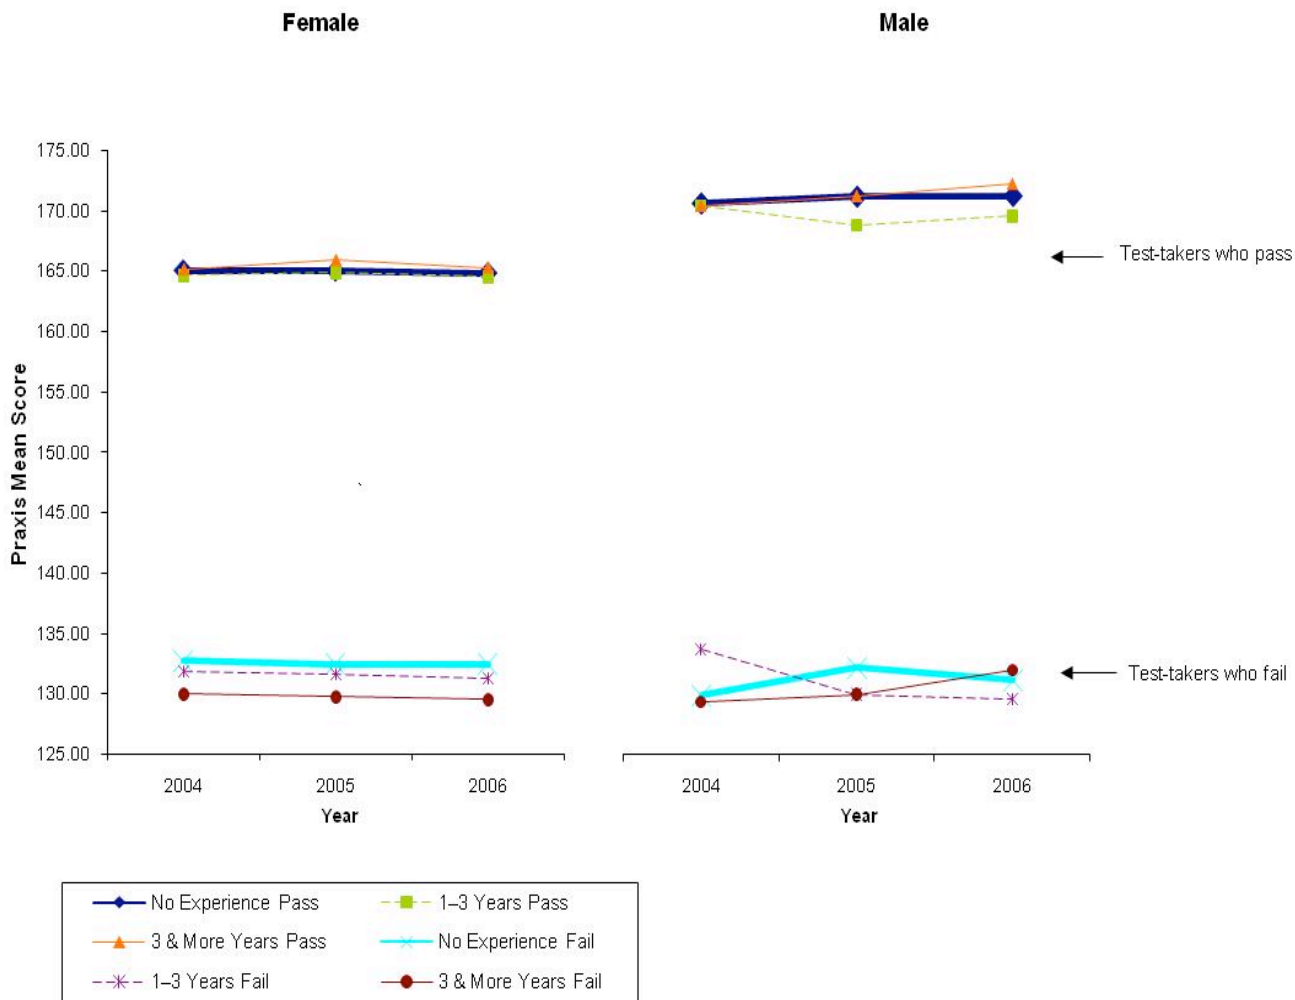 Female
Male
175.00
170.00
165.00
160.00
155.00
150.00
145.00
140.00
135.00
130.00
125.00
Praxis Mean Score
Test-takers who pass
Test-takers who fail
2004 2005 2006
Year
2004 2005 2006
Year
No Experience Pass
1–3 Years Pass
3 & More Years Pass
No Experience Fail
1–3 Years Fail
3 & More Years Fail